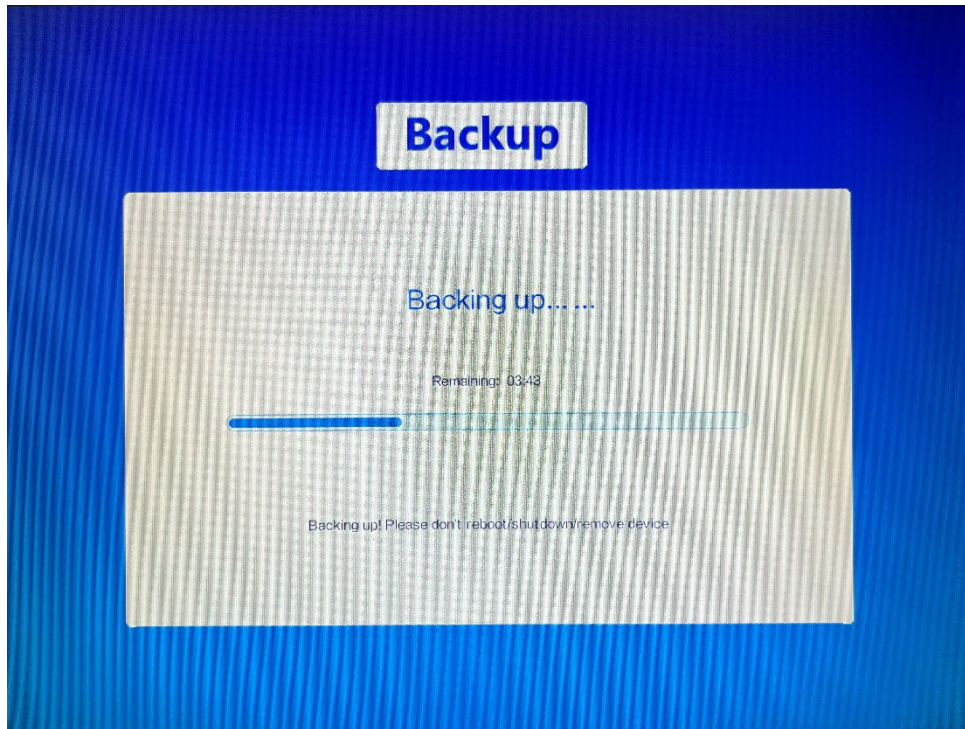 Backup
Backing up... ...
Remaining: 03:43
Backing up! Please don't reboot/shutdown/remove device